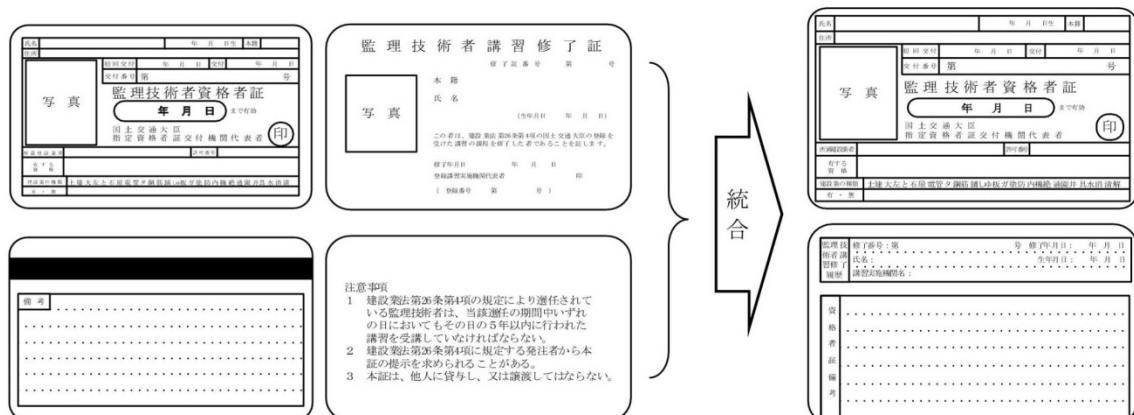 氏名 年 月 日生 本籍
住所
初回交付 年 月 日 交付 年 月 日
交付番号 第 号
写真
監理技術者資格者証
年 月 日 まで有効
国土交通大臣
指定資格者証交付機関代表者 印
所属建設業者 許可番号
有する
資格
建設業の種類 土建大左と石屋電管タ鋼筋舗しゅ板ガ塗防内機絶通園井具水消清
有・無
監理技術者講習修了証
修了証番号 第 号
写真
本籍
氏名
(生年月日 年 月 日)
この者は、建設業法第26条第4項の国土交通大臣の登録を
受けた講習の課程を修了した者であることを証します。
修了年月日 年 月 日
登録講習実施機関代表者 印
( 登録番号 第 号 )
備考
注意事項
1 建設業法第26条第4項の規定により選任されて
いる監理技術者は、当該選任の期間中いずれ
の日においてもその日の5年以内に行われた
講習を受講していなければならない。
2 建設業法第26条第4項に規定する発注者から本
証の提示を求められることがある。
3 本証は、他人に貸与し、又は譲渡してはならない。
統合
氏名 年 月 日生 本籍
住所
初回交付 年 月 日 交付 年 月 日
交付番号 第 号
写真
監理技術者資格者証
年 月 日 まで有効
国土交通大臣
指定資格者証交付機関代表者 印
所属建設業者 許可番号
有する
資格
建設業の種類 土建大左と石屋電管タ鋼筋舗しゅ板ガ塗防内機絶通園井具水消清解
有・無
監理技術者講習修了履歴
修了番号:第 号 修了年月日: 年 月 日
氏名: 生年月日: 年 月 日
講習実施機関名:
資格者証備考